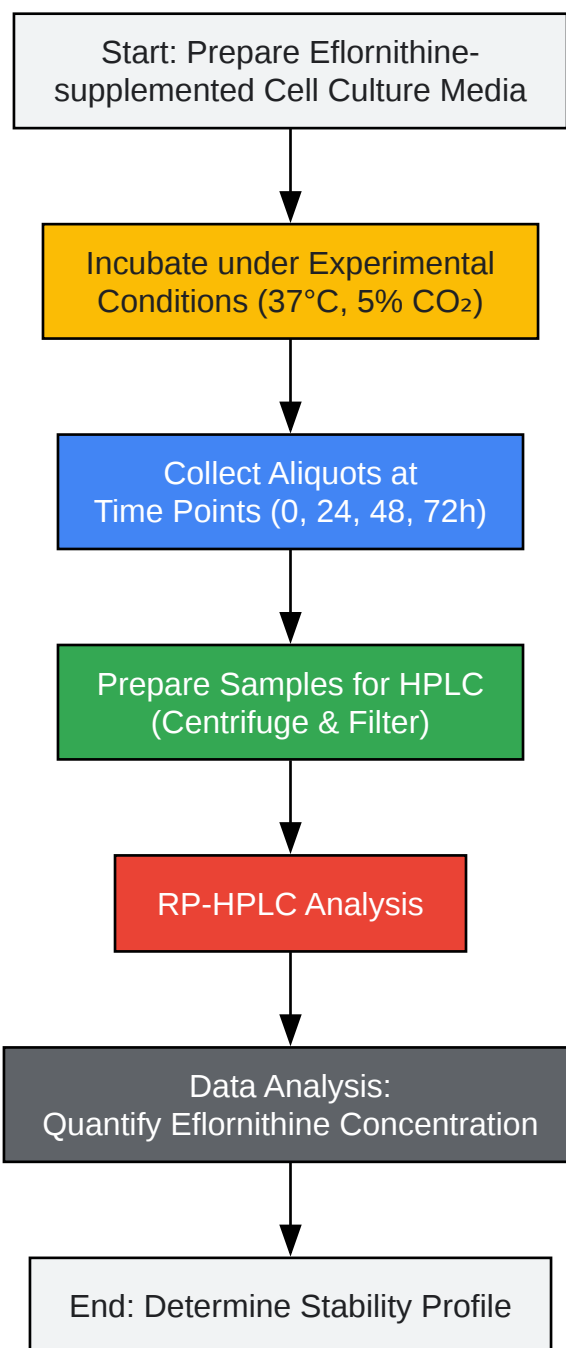 Start: Prepare Eflornithine-
supplemented Cell Culture Media
Incubate under Experimental
Conditions (37°C, 5% CO₂)
Collect Aliquots at
Time Points (0, 24, 48, 72h)
Prepare Samples for HPLC
(Centrifuge & Filter)
RP-HPLC Analysis
Data Analysis:
Quantify Eflornithine Concentration
End: Determine Stability Profile